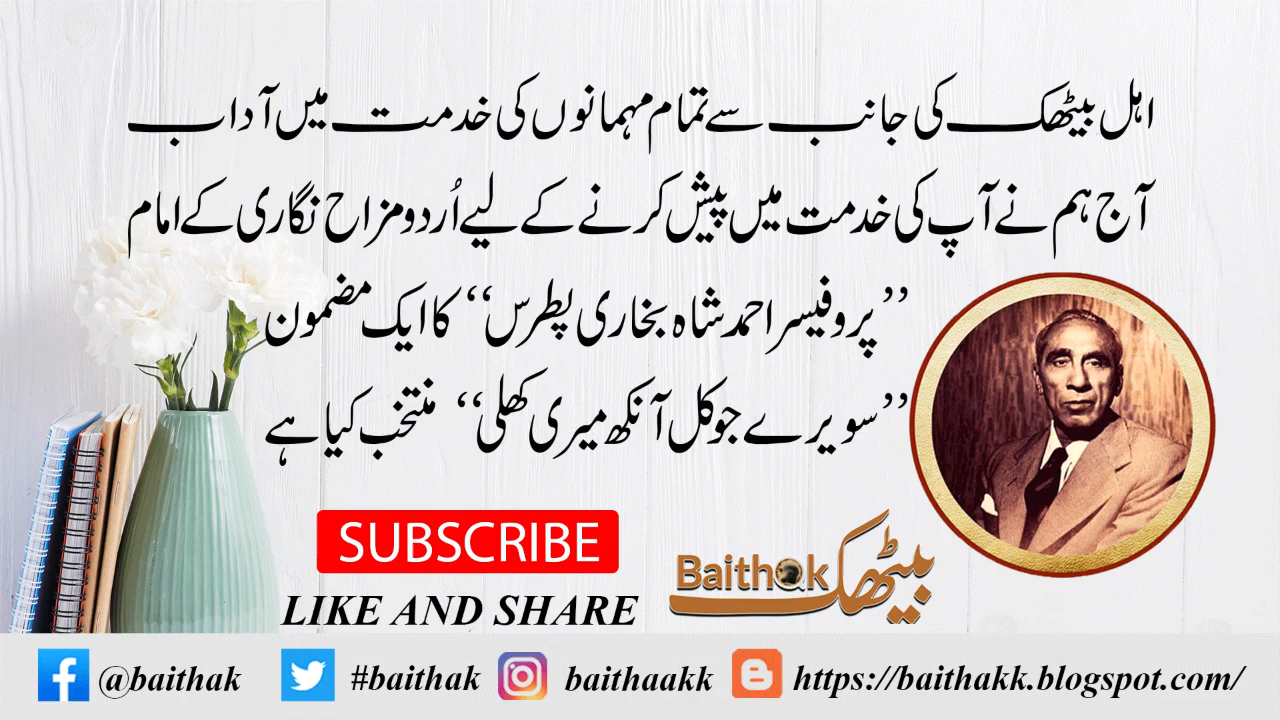 اہل بیٹھک کی جانب سے تمام مہمانوں کی خدمت میں آداب
آج ہم نے آپ کی خدمت میں پیش کرنے کے لیے اُردو مزاح نگاری کے امام
’’پروفیسر احمد شاہ بخاری پطرس‘‘ کا ایک مضمون
’’سویرے جو کل آنکھ میری کھلی‘‘ منتخب کیا ہے
SUBSCRIBE
LIKE AND SHARE
Baithak بیٹھک
@baithak #baithak baithaakk https://baithakk.blogspot.com/